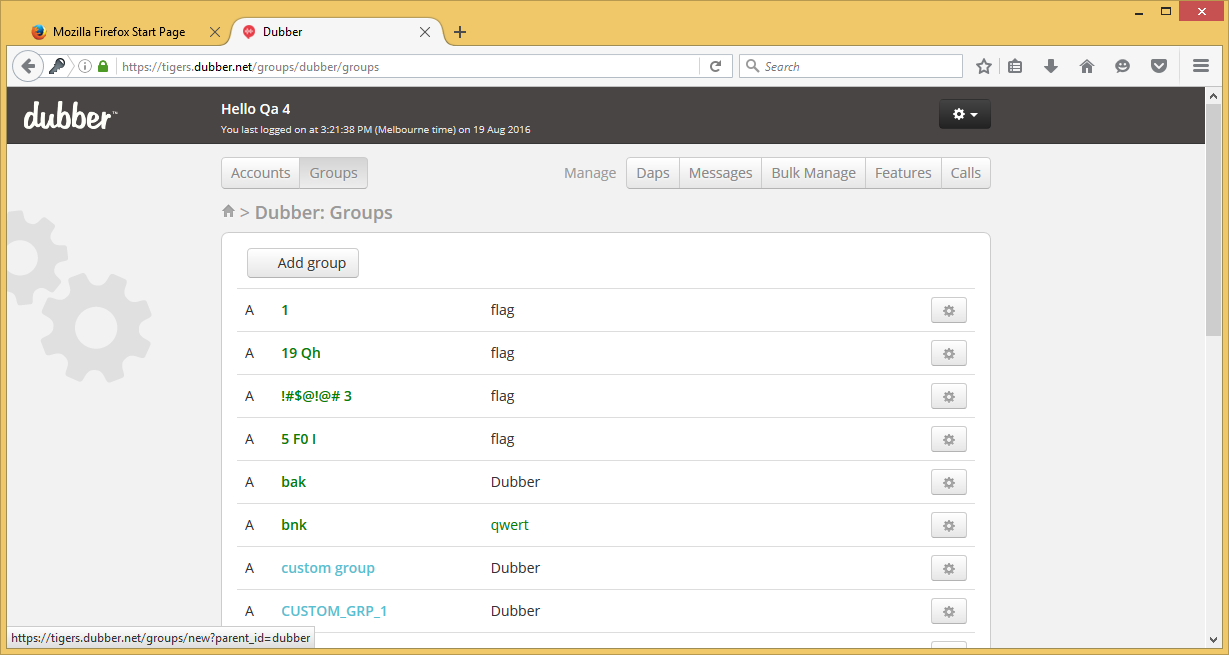 Mozilla Firefox Start Page
Dubber
https://tigers.dubber.net/groups/dubber/groups
Search
dubber™
Hello Qa 4
You last logged on at 3:21:38 PM (Melbourne time) on 19 Aug 2016
Accounts Groups Manage Daps Messages Bulk Manage Features Calls
> Dubber: Groups
Add group
A 1 flag
A 19 Qh flag
A !#$@!@# 3 flag
A 5 F0 I flag
A bak Dubber
A bnk qwert
A custom group Dubber
A CUSTOM_GRP_1 Dubber
https://tigers.dubber.net/groups/new?parent_id=dubber